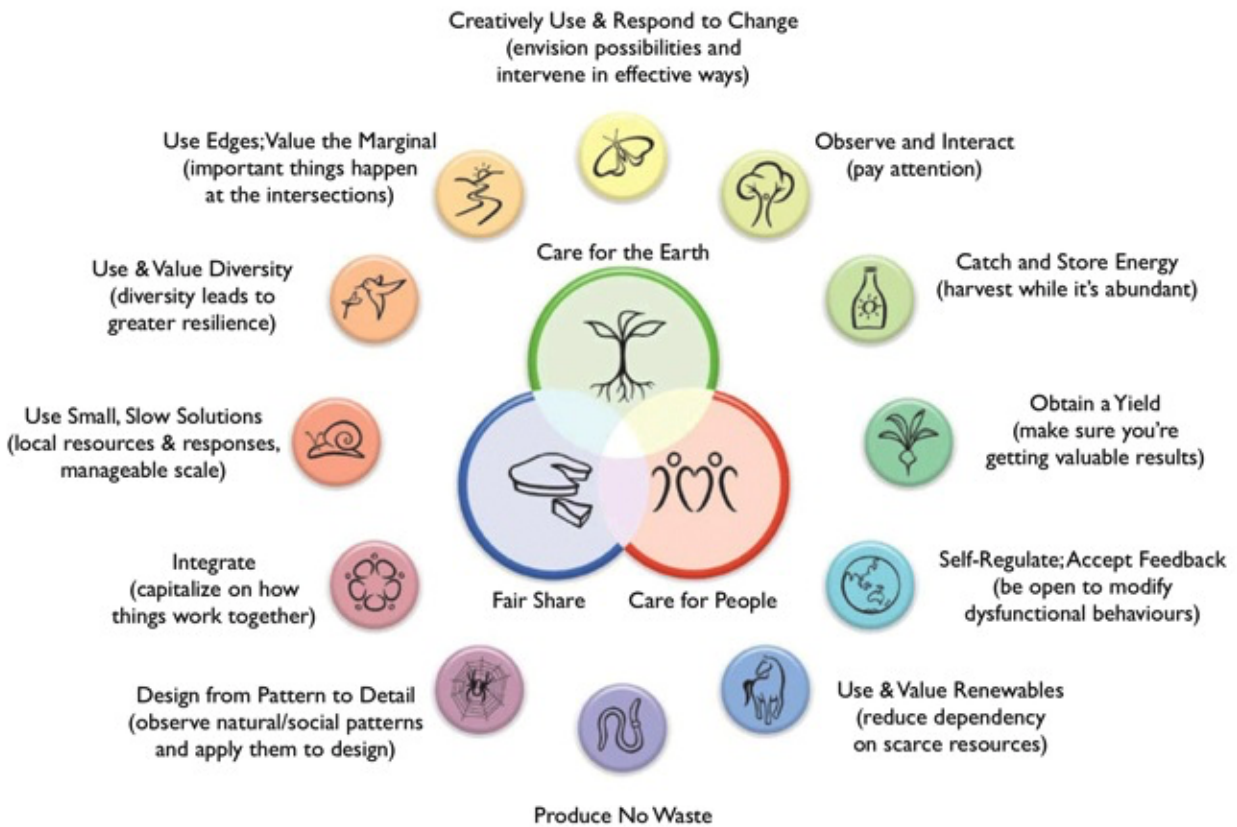 Creatively Use & Respond to Change
(envision possibilities and
intervene in effective ways)
Use Edges; Value the Marginal
(important things happen
at the intersections)
Observe and Interact
(pay attention)
Care for the Earth
Use & Value Diversity
(diversity leads to
greater resilience)
Catch and Store Energy
(harvest while it's abundant)
Use Small, Slow Solutions
(local resources & responses,
manageable scale)
Obtain a Yield
(make sure you're
getting valuable results)
Integrate
(capitalize on how
things work together)
Self-Regulate; Accept Feedback
(be open to modify
dysfunctional behaviours)
Fair Share
Care for People
Design from Pattern to Detail
(observe natural/social patterns
and apply them to design)
Use & Value Renewables
(reduce dependency
on scarce resources)
Produce No Waste